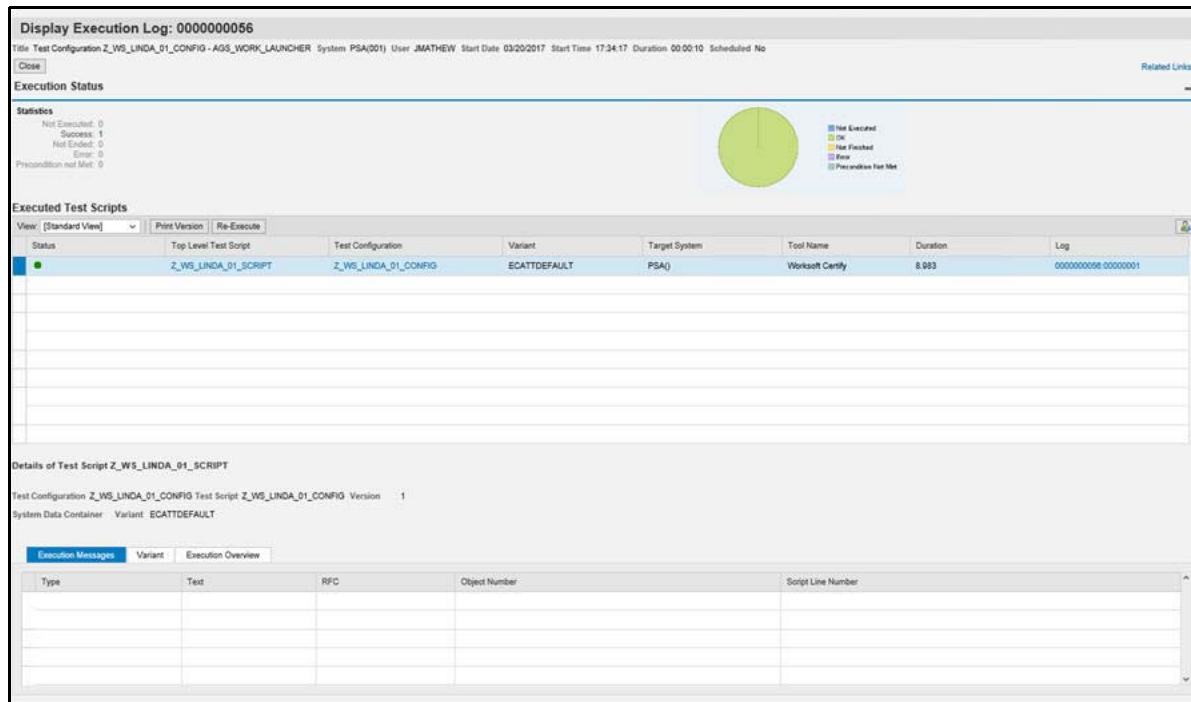 Display Execution Log: 0000000056
Title Test Configuration Z_WS_LINDA_01_CONFIG - AGS_WORK_LAUNCHER System PSA(001) User JMATHEW Start Date 03/20/2017 Start Time 17:34:17 Duration 00:00:10 Scheduled No
Close
Related Links
Execution Status
Statistics
Not Executed: 0
Success: 1
Not Ended: 0
Error: 0
Precondition not Met: 0
Not Executed
OK
Not Finished
Error
Precondition Not Met
Executed Test Scripts
View: [Standard View] Print Version Re-Execute
Status Top Level Test Script Test Configuration Variant Target System Tool Name Duration Log
Z_WS_LINDA_01_SCRIPT Z_WS_LINDA_01_CONFIG ECATTDEFAULT PSA() Worksoft Certify 8.983 0000000056:00000001
Details of Test Script Z_WS_LINDA_01_SCRIPT
Test Configuration Z_WS_LINDA_01_CONFIG Test Script Z_WS_LINDA_01_CONFIG Version 1
System Data Container Variant ECATTDEFAULT
Execution Messages Variant Execution Overview
Type Text RFC Object Number Script Line Number